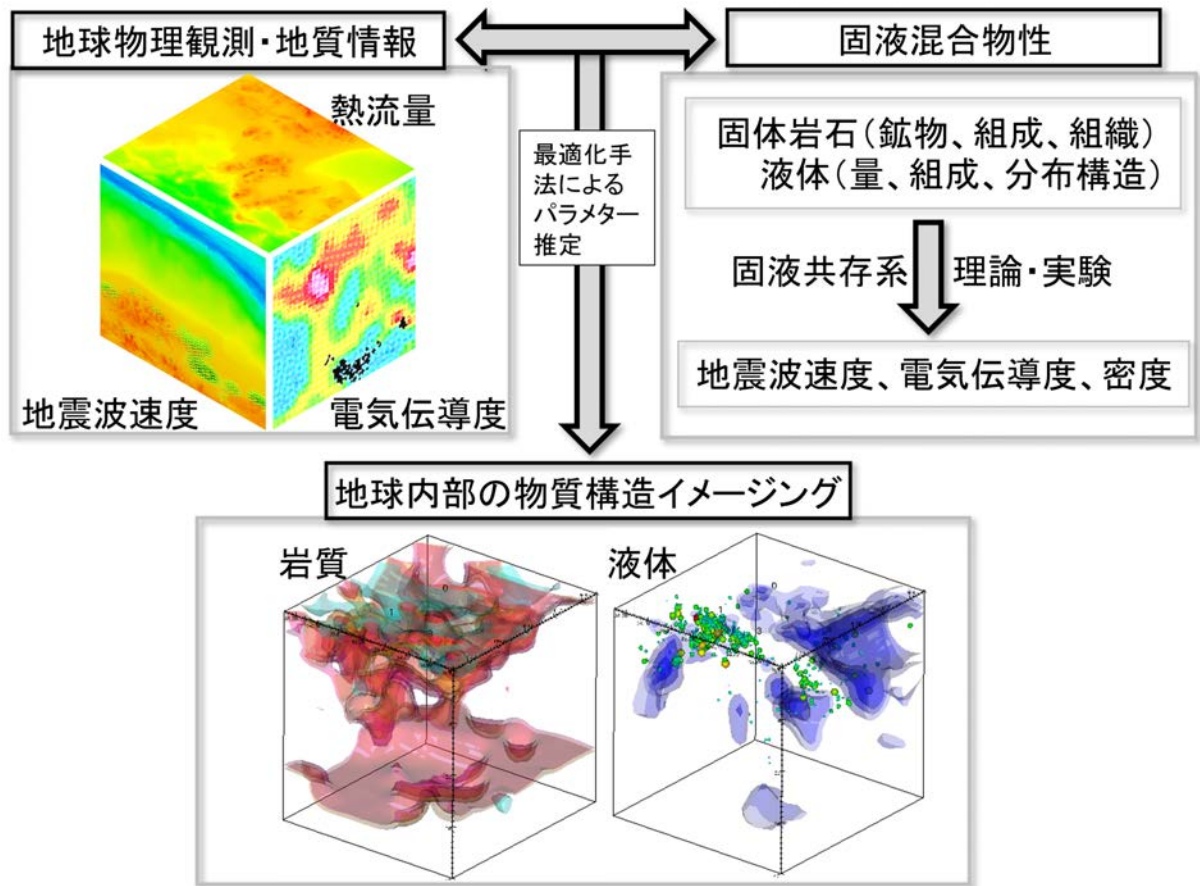 地球物理観測・地質情報
固液混合物性
熱流量
地震波速度
電気伝導度
最適化手
法による
パラメター
推定
固体岩石(鉱物、組成、組織)
液体(量、組成、分布構造)
固液共存系 理論・実験
地震波速度、電気伝導度、密度
地球内部の物質構造イメージング
岩質
液体